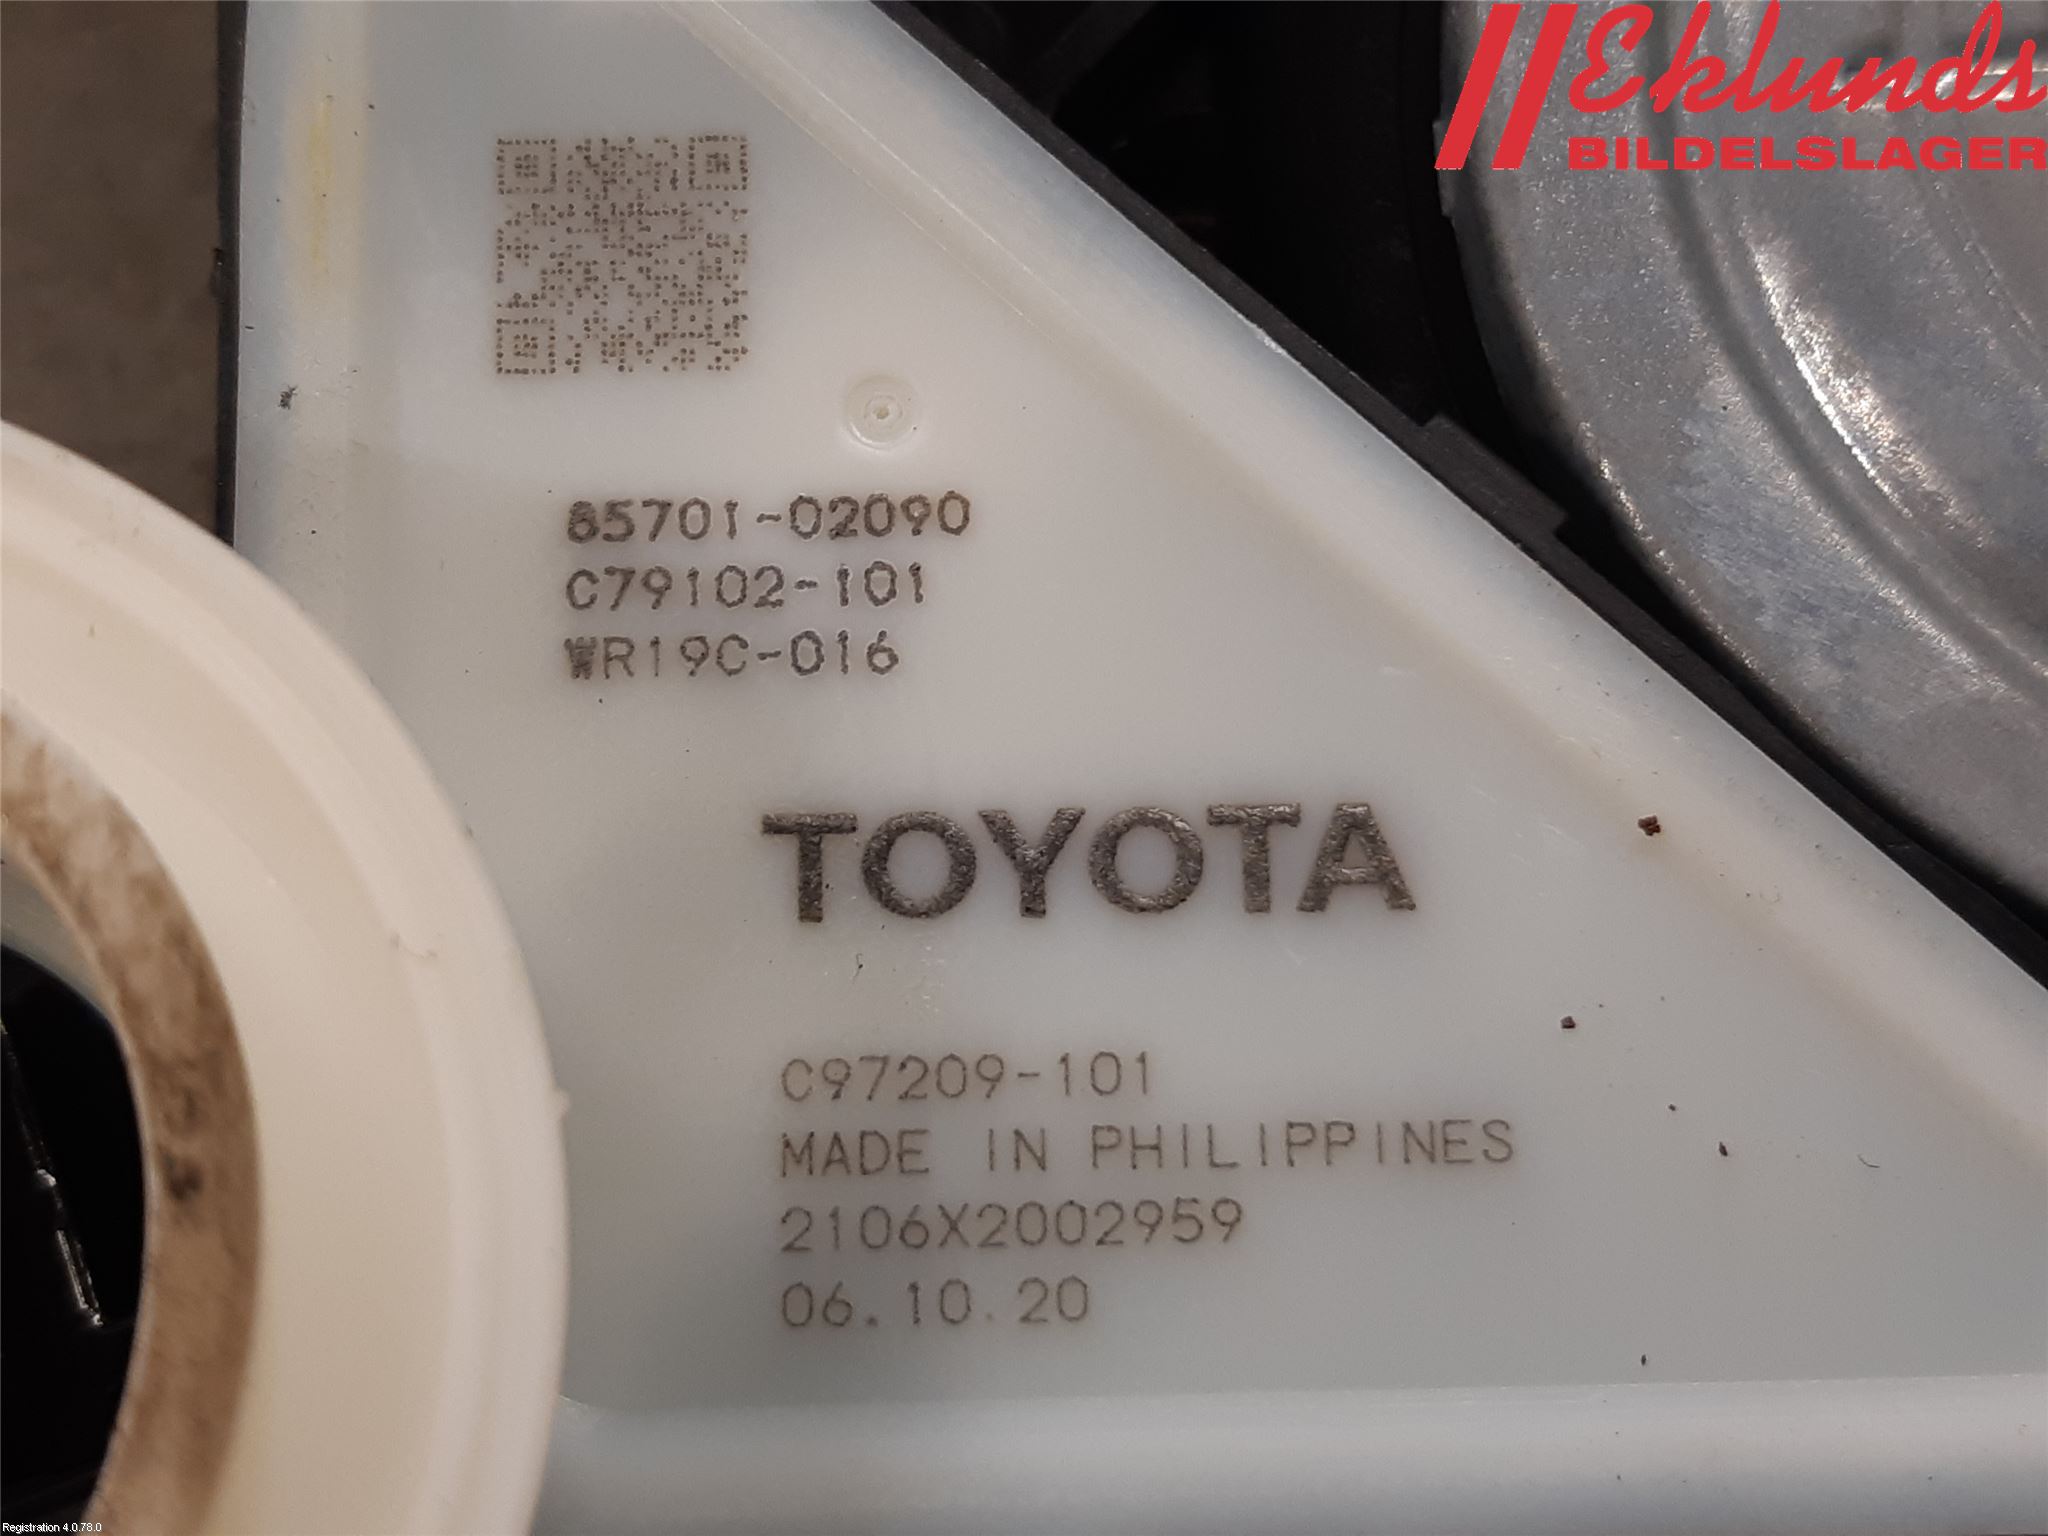 Eklunds
BILDELSLAGER
85701-02090
C79102-101
WR19C-016
TOYOTA
C97209-101
MADE IN PHILIPPINES
2106X2002959
06.10.20
Registration 4.0.78.0